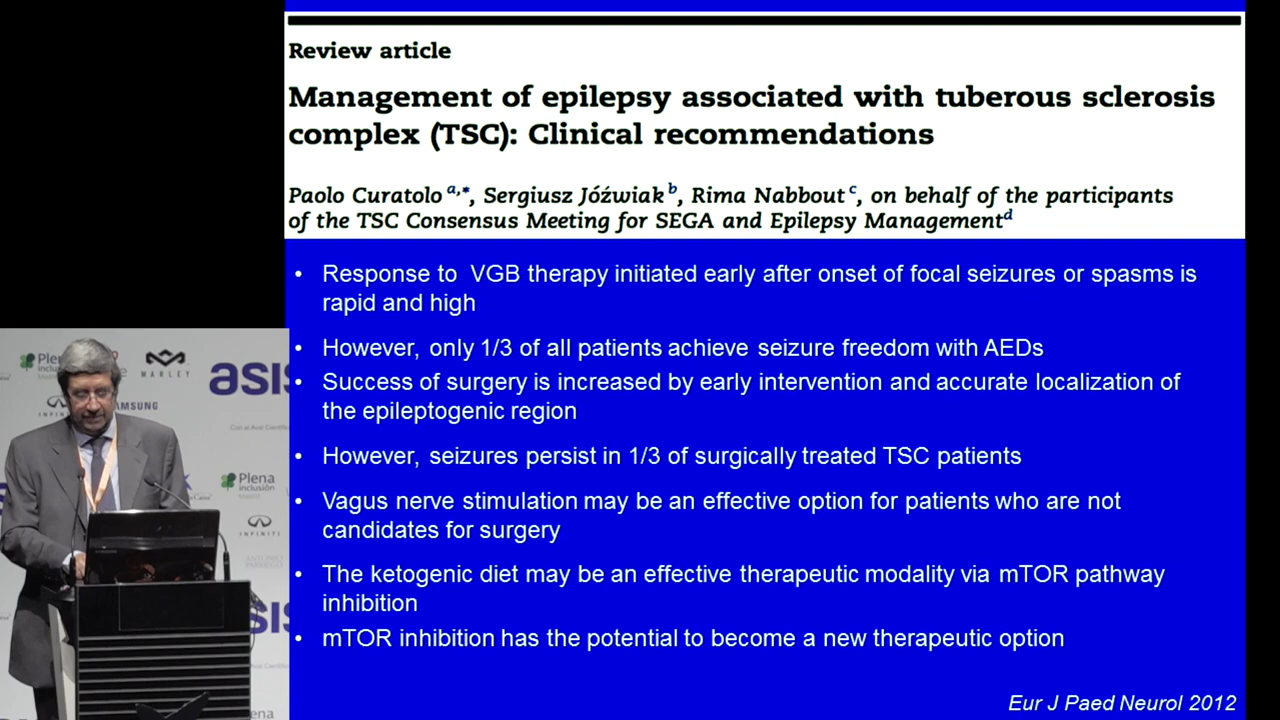 Review article
Management of epilepsy associated with tuberous sclerosis
complex (TSC): Clinical recommendations
Paolo Curatolo a,*, Sergiusz Jóźwiak b, Rima Nabbout c, on behalf of the participants
of the TSC Consensus Meeting for SEGA and Epilepsy Management d
• Response to VGB therapy initiated early after onset of focal seizures or spasms is
rapid and high
• However, only 1/3 of all patients achieve seizure freedom with AEDs
• Success of surgery is increased by early intervention and accurate localization of
the epileptogenic region
• However, seizures persist in 1/3 of surgically treated TSC patients
• Vagus nerve stimulation may be an effective option for patients who are not
candidates for surgery
• The ketogenic diet may be an effective therapeutic modality via mTOR pathway
inhibition
• mTOR inhibition has the potential to become a new therapeutic option
Eur J Paed Neurol 2012
Plena
inclusión
MARLEY
ASIS
SAMSUNG
Plena
inclusión
INFINITI